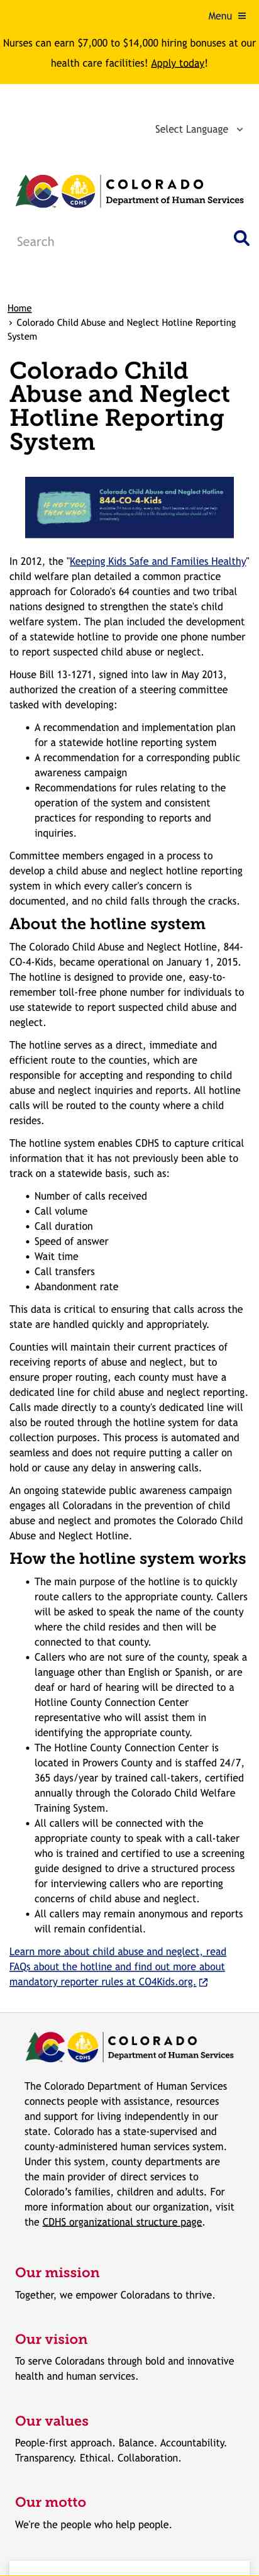 Menu
Nurses can earn $7,000 to $14,000 hiring bonuses at our
health care facilities! Apply today!
Select Language
CDHS
COLORADO
Department of Human Services
Search
Home
› Colorado Child Abuse and Neglect Hotline Reporting
System
Colorado Child
Abuse and Neglect
Hotline Reporting
System
IF NOT YOU,
THEN WHO?
Colorado Child Abuse and Neglect Hotline
844-CO-4-Kids
In 2012, the "Keeping Kids Safe and Families Healthy"
child welfare plan detailed a common practice
approach for Colorado's 64 counties and two tribal
nations designed to strengthen the state's child
welfare system. The plan included the development
of a statewide hotline to provide one phone number
to report suspected child abuse or neglect.
House Bill 13-1271, signed into law in May 2013,
authorized the creation of a steering committee
tasked with developing:
• A recommendation and implementation plan
for a statewide hotline reporting system
• A recommendation for a corresponding public
awareness campaign
• Recommendations for rules relating to the
operation of the system and consistent
practices for responding to reports and
inquiries.
Committee members engaged in a process to
develop a child abuse and neglect hotline reporting
system in which every caller's concern is
documented, and no child falls through the cracks.
About the hotline system
The Colorado Child Abuse and Neglect Hotline, 844-
CO-4-Kids, became operational on January 1, 2015.
The hotline is designed to provide one, easy-to-
remember toll-free phone number for individuals to
use statewide to report suspected child abuse and
neglect.
The hotline serves as a direct, immediate and
efficient route to the counties, which are
responsible for accepting and responding to child
abuse and neglect inquiries and reports. All hotline
calls will be routed to the county where a child
resides.
The hotline system enables CDHS to capture critical
information that it has not previously been able to
track on a statewide basis, such as:
• Number of calls received
• Call volume
• Call duration
• Speed of answer
• Wait time
• Call transfers
• Abandonment rate
This data is critical to ensuring that calls across the
state are handled quickly and appropriately.
Counties will maintain their current practices of
receiving reports of abuse and neglect, but to
ensure proper routing, each county must have a
dedicated line for child abuse and neglect reporting.
Calls made directly to a county's dedicated line will
also be routed through the hotline system for data
collection purposes. This process is automated and
seamless and does not require putting a caller on
hold or cause any delay in answering calls.
An ongoing statewide public awareness campaign
engages all Coloradans in the prevention of child
abuse and neglect and promotes the Colorado Child
Abuse and Neglect Hotline.
How the hotline system works
• The main purpose of the hotline is to quickly
route callers to the appropriate county. Callers
will be asked to speak the name of the county
where the child resides and then will be
connected to that county.
• Callers who are not sure of the county, speak a
language other than English or Spanish, or are
deaf or hard of hearing will be directed to a
Hotline County Connection Center
representative who will assist them in
identifying the appropriate county.
• The Hotline County Connection Center is
located in Prowers County and is staffed 24/7,
365 days/year by trained call-takers, certified
annually through the Colorado Child Welfare
Training System.
• All callers will be connected with the
appropriate county to speak with a call-taker
who is trained and certified to use a screening
guide designed to drive a structured process
for interviewing callers who are reporting
concerns of child abuse and neglect.
• All callers may remain anonymous and reports
will remain confidential.
Learn more about child abuse and neglect, read
FAQs about the hotline and find out more about
mandatory reporter rules at CO4Kids.org.
CDHS
COLORADO
Department of Human Services
The Colorado Department of Human Services
connects people with assistance, resources
and support for living independently in our
state. Colorado has a state-supervised and
county-administered human services system.
Under this system, county departments are
the main provider of direct services to
Colorado's families, children and adults. For
more information about our organization, visit
the CDHS organizational structure page.
Our mission
Together, we empower Coloradans to thrive.
Our vision
To serve Coloradans through bold and innovative
health and human services.
Our values
People-first approach. Balance. Accountability.
Transparency. Ethical. Collaboration.
Our motto
We're the people who help people.